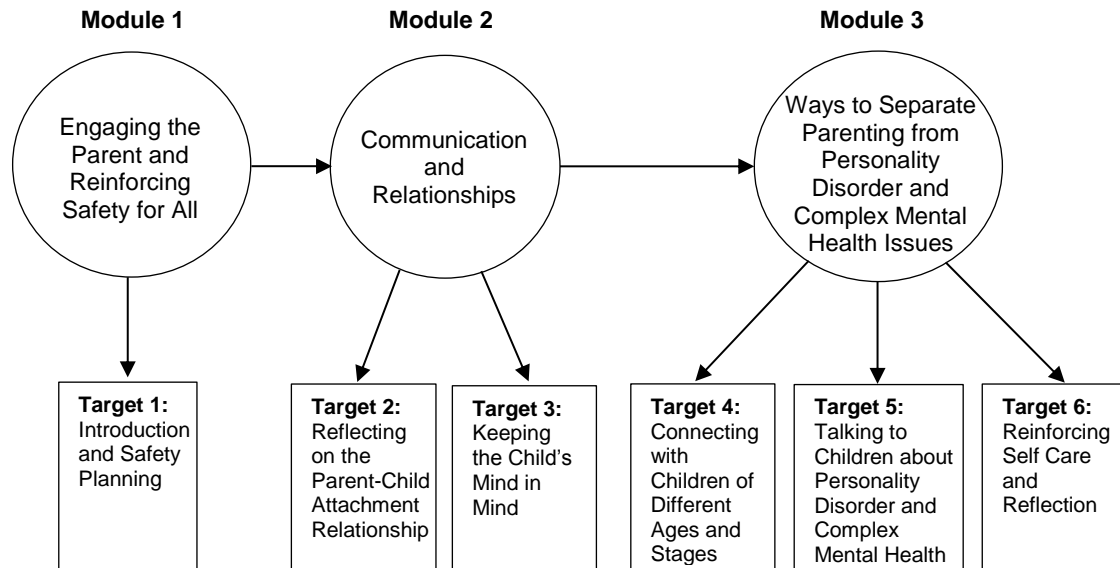 Module 1
Module 2
Module 3
Engaging the
Parent and
Reinforcing
Safety for All
Communication
and
Relationships
Ways to Separate
Parenting from
Personality
Disorder and
Complex Mental
Health Issues
Target 1:
Introduction
and Safety
Planning
Target 2:
Reflecting
on the
Parent-Child
Attachment
Relationship
Target 3:
Keeping
the Child’s
Mind in
Mind
Target 4:
Connecting
with
Children of
Different
Ages and
Stages
Target 5:
Talking to
Children about
Personality
Disorder and
Complex
Mental Health
Target 6:
Reinforcing
Self Care
and
Reflection